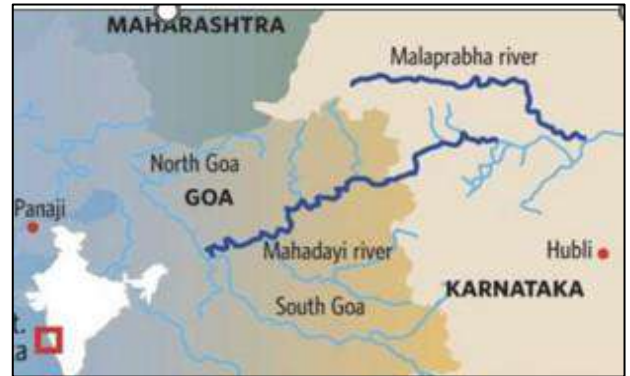 MAHARASHTRA
Malaprabha river
North Goa
GOA
Panaji
Mahadayi river
Hubli
KARNATAKA
South Goa
t.
a